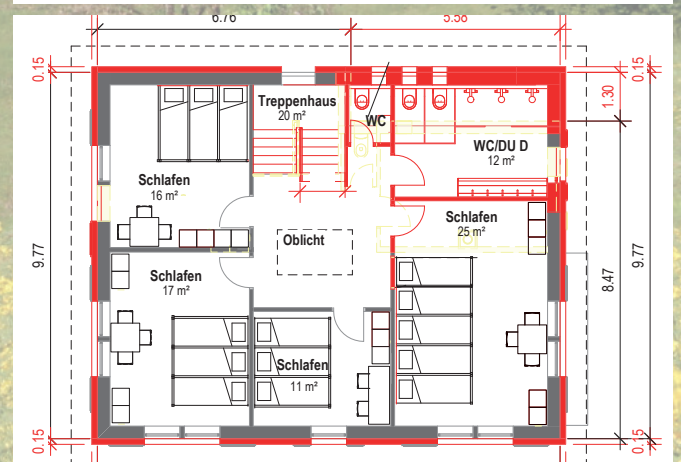 6.76
5.58
0.15
0.15
1.30
Treppenhaus
20 m²
WC
WC/DU D
12 m²
Schlafen
16 m²
Schlafen
25 m²
Oblicht
9.77
8.47
9.77
Schlafen
17 m²
Schlafen
11 m²
0.15
0.15